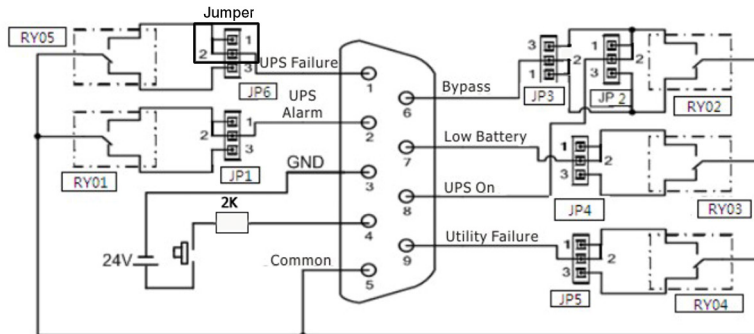 Jumper
RY05
1
2
3
UPS Failure
JP6
UPS
Alarm
1
2
3
RY01
JP1
GND
2K
24V
Common
1
2
3
4
5
6
7
8
9
Bypass
Low Battery
UPS On
Utility Failure
3
2
1
JP3
1
2
3
JP 2
RY02
1
2
3
JP4
RY03
1
2
3
JP5
RY04